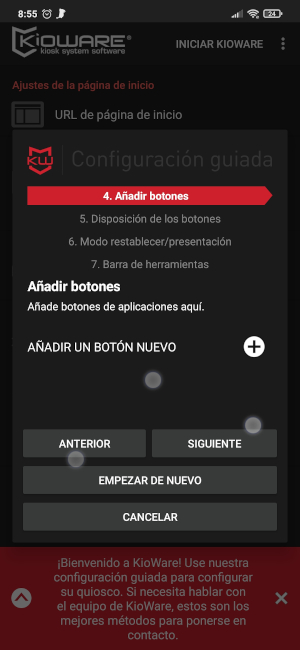 8:55
24
KIOWARE®
kiosk system software
INICIAR KIOWARE
Ajustes de la página de inicio
URL de página de inicio
KW
Configuración guiada
4. Añadir botones
5. Disposición de los botones
6. Modo restablecer/presentación
7. Barra de herramientas
Añadir botones
Añade botones de aplicaciones aquí.
AÑADIR UN BOTÓN NUEVO
ANTERIOR
SIGUIENTE
EMPEZAR DE NUEVO
CANCELAR
¡Bienvenido a KioWare! Use nuestra
configuración guiada para configurar
su quiosco. Si necesita hablar con
el equipo de KioWare, estos son los
mejores métodos para ponerse en
contacto.